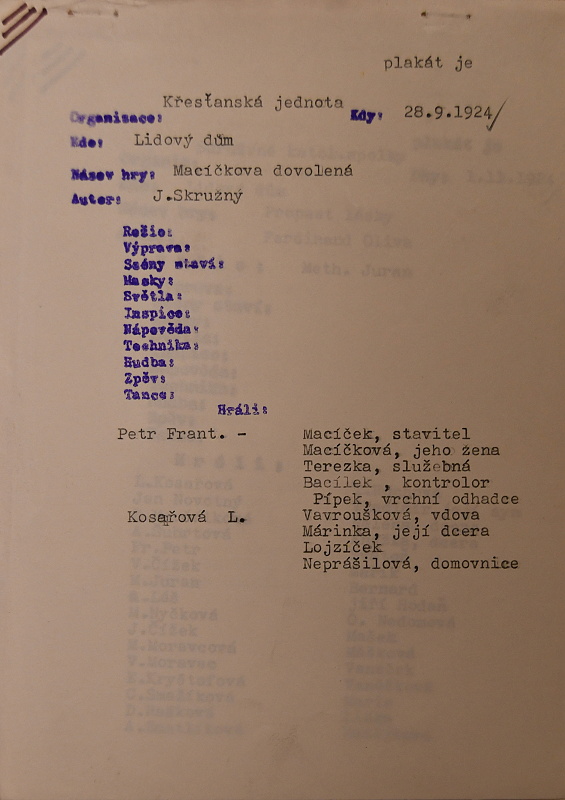 plakát je
Křesťanská jednota
Organisace: Kdy: 28.9.1924/
Kde: Lidový dům
Název hry: Macíčkova dovolená
Autor: J.Skružný
Režie:
Výprava:
Scény staví:
Masky:
Světla:
Inspice:
Nápověda:
Technika:
Hudba:
Zpěv:
Tance:
Hráli:
Petr Frant. - Macíček, stavitel
Macíčková, jeho žena
Terezka, služebná
Bacílek , kontrolor
Pípek, vrchní odhadce
Kosařová L. Vavroušková, vdova
Márinka, její dcera
Lojzíček
Neprášilová, domovnice